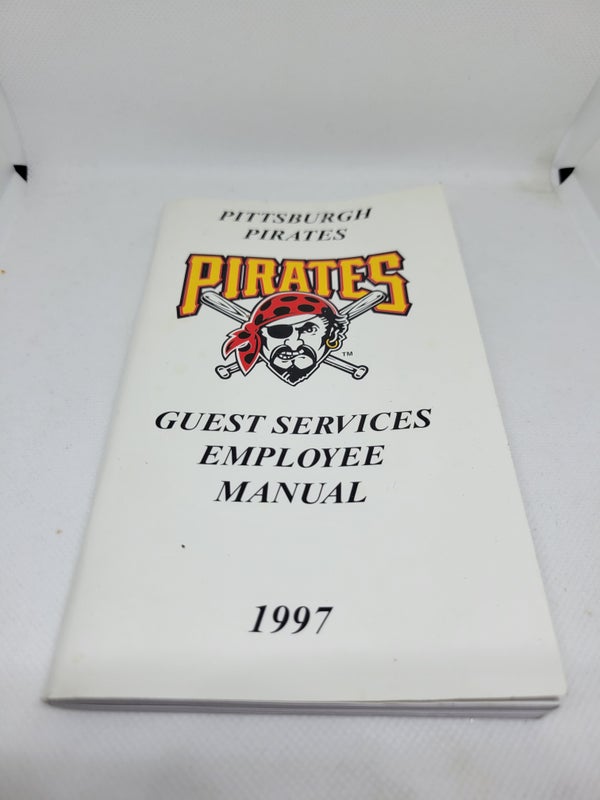 PITTSBURGH
PIRATES
PIRATES
TM
GUEST SERVICES
EMPLOYEE
MANUAL
1997